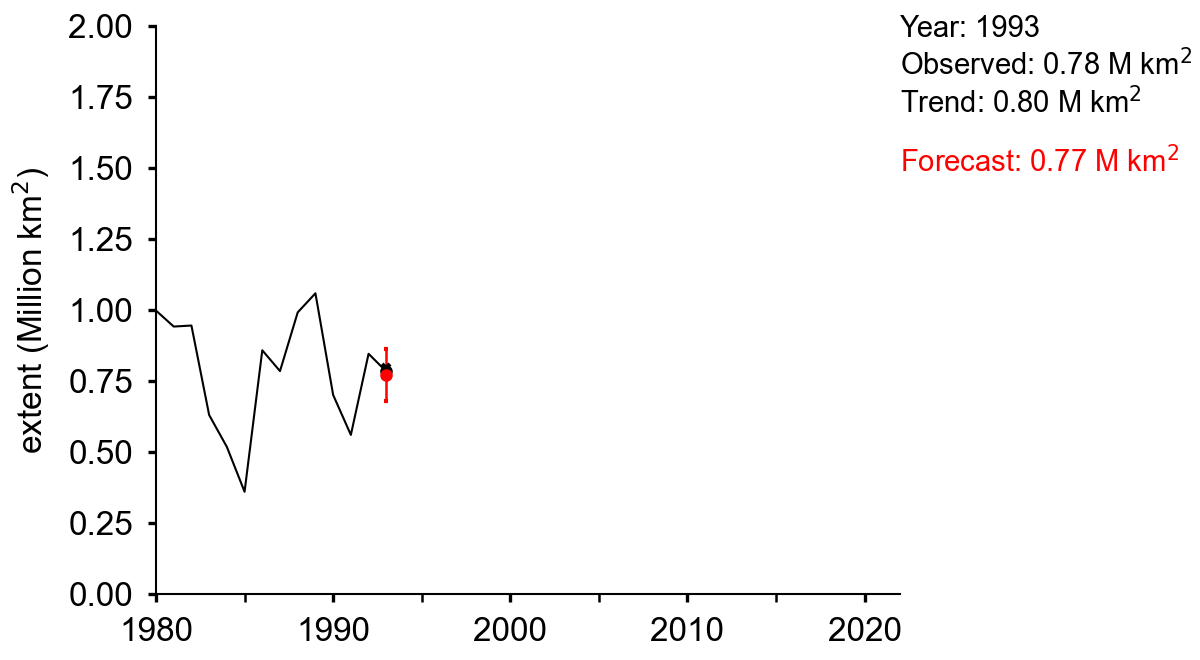 2.00
1.75
1.50
1.25
1.00
0.75
0.50
0.25
0.00
extent (Million km²)
1980
1990
2000
2010
2020
Year: 1993
Observed: 0.78 M km²
Trend: 0.80 M km²
Forecast: 0.77 M km²